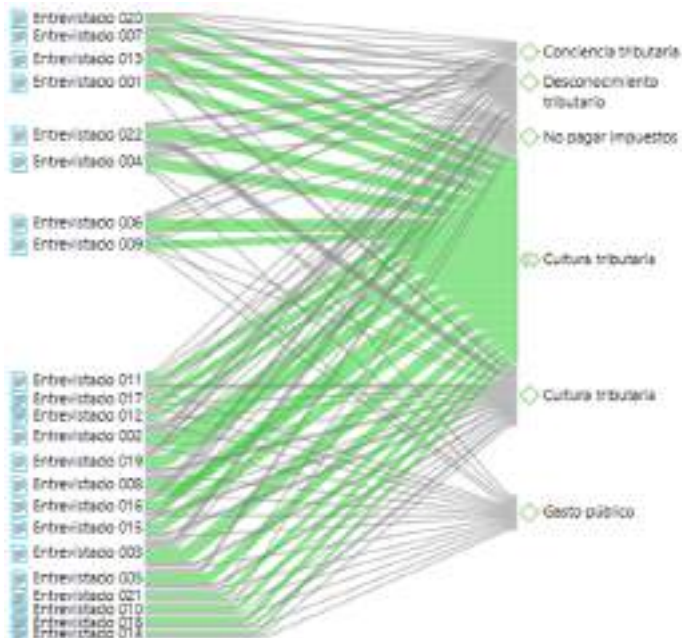 Entrevistado 020
Entrevistado 007
Entrevistado 013
Entrevistado 001
Entrevistado 022
Entrevistado 004
Entrevistado 006
Entrevistado 009
Entrevistado 011
Entrevistado 017
Entrevistado 012
Entrevistado 002
Entrevistado 019
Entrevistado 008
Entrevistado 016
Entrevistado 015
Entrevistado 003
Entrevistado 005
Entrevistado 021
Entrevistado 010
Entrevistado 018
Entrevistado 014
Conciencia tributaria
Desconocimiento
tributario
No pagar impuestos
Cultura tributaria
Cultura tributaria
Gasto público